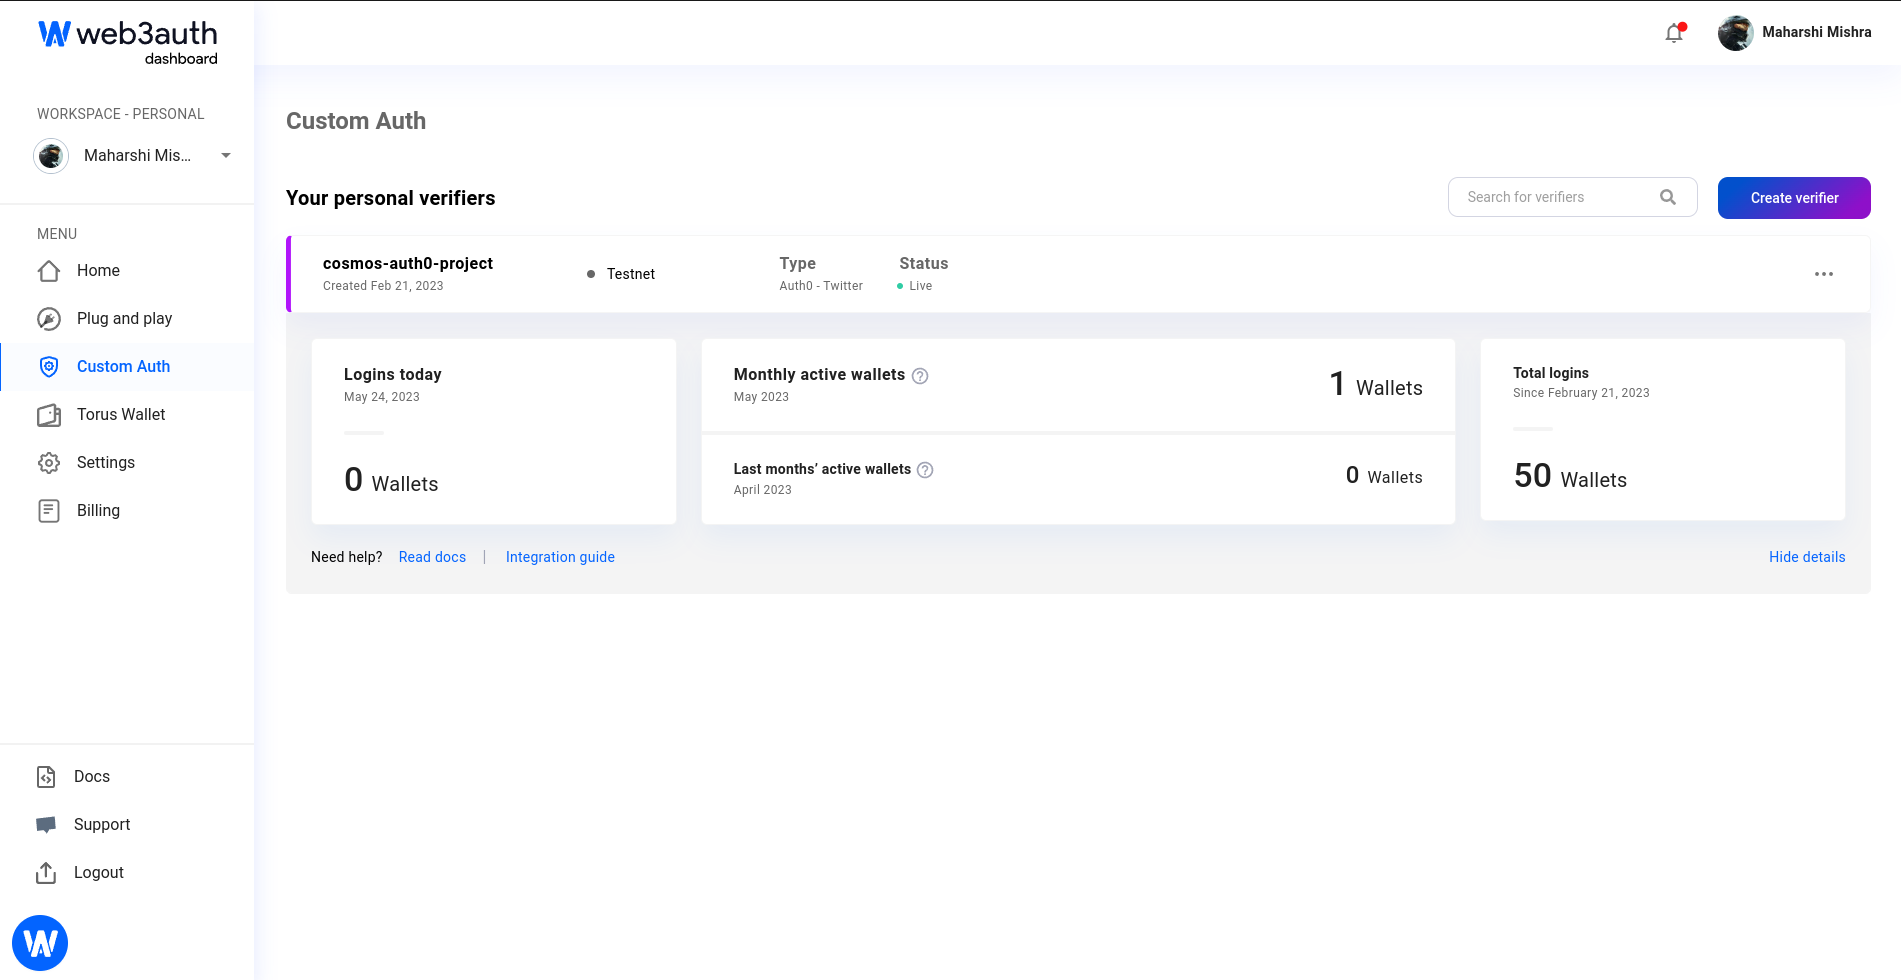 web3auth
dashboard
WORKSPACE - PERSONAL
Maharshi Mis...
MENU
Home
Plug and play
Custom Auth
Torus Wallet
Settings
Billing
Docs
Support
Logout
Maharshi Mishra
Custom Auth
Your personal verifiers
Search for verifiers
Create verifier
cosmos-auth0-project
Created Feb 21, 2023
Testnet
Type
Auth0 - Twitter
Status
Live
Logins today
May 24, 2023
0 Wallets
Monthly active wallets
May 2023
1 Wallets
Last months’ active wallets
April 2023
0 Wallets
Total logins
Since February 21, 2023
50 Wallets
Need help? Read docs | Integration guide
Hide details